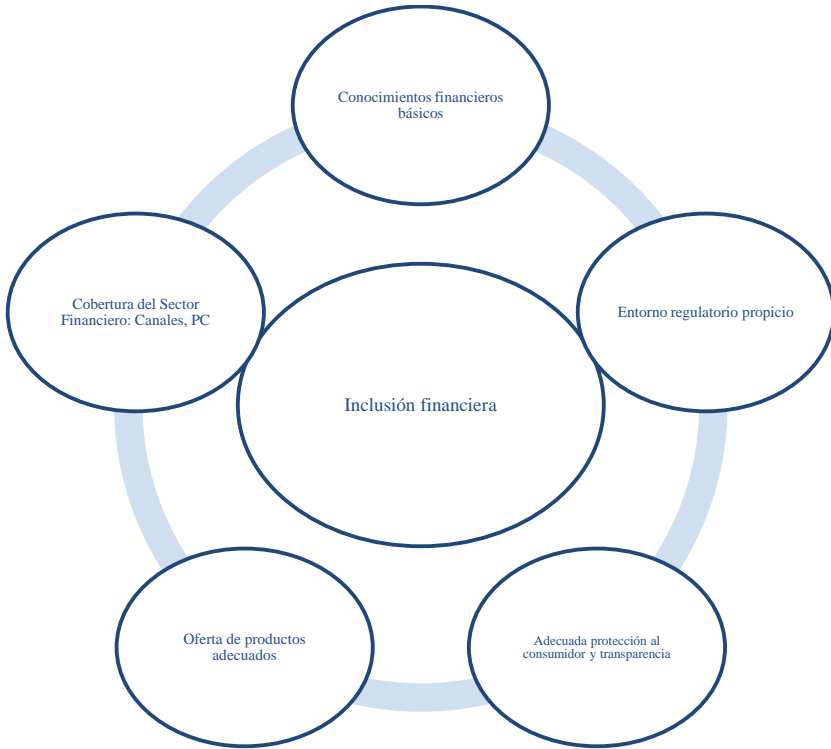 Conocimientos financieros
básicos
Cobertura del Sector
Financiero: Canales, PC
Entorno regulatorio propicio
Inclusión financiera
Oferta de productos
adecuados
Adecuada protección al
consumidor y transparencia